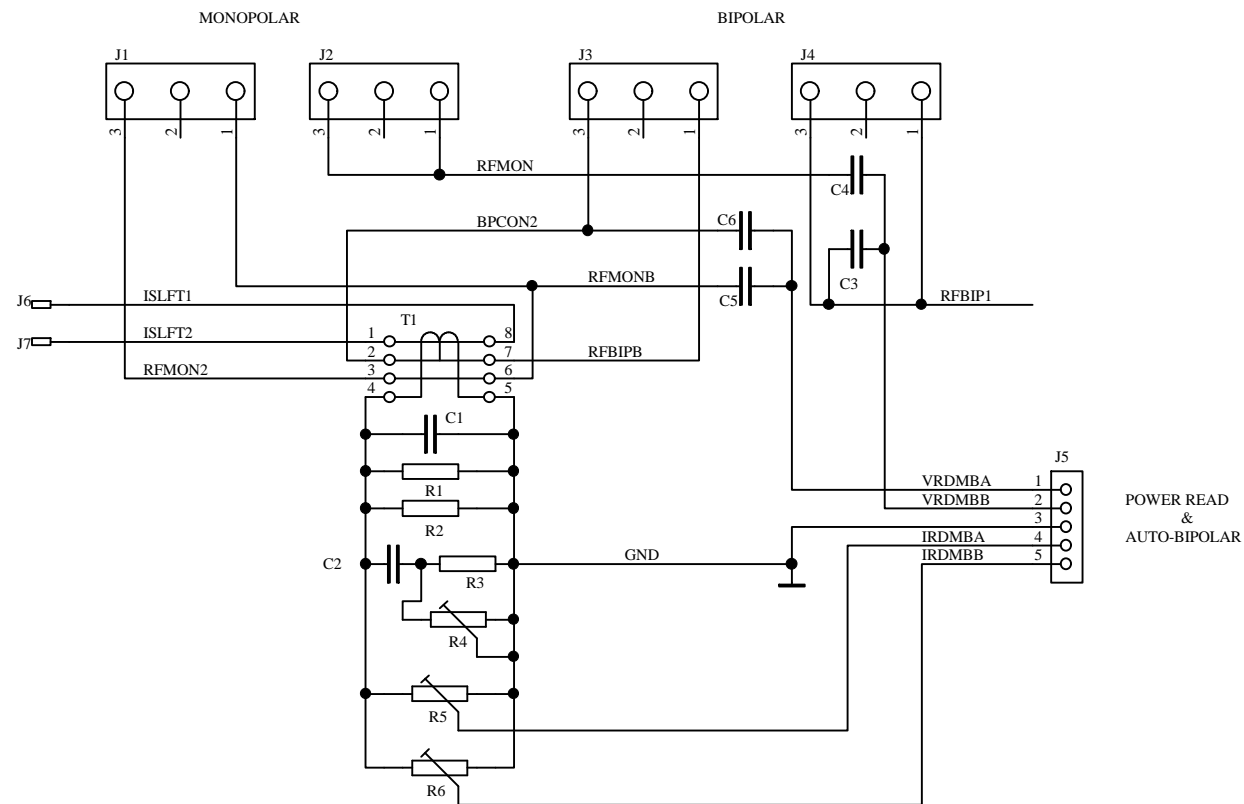 MONOPOLAR
BIPOLAR
J1
J2
J3
J4
3 2 1
3 2 1
3 2 1
3 2 1
RFMON
C4
BPCON2
C6
C3
RFMONB
C5
RFBIP1
J6
ISLFT1
J7
ISLFT2
T1
1 8
2 7
RFBIPB
RFMON2
3 6
4 5
C1
R1
R2
C2
R3
GND
R4
R5
R6
J5
VRDMBA 1
VRDMBB 2
3
IRDMBA 4
IRDMBB 5
POWER READ
&
AUTO-BIPOLAR